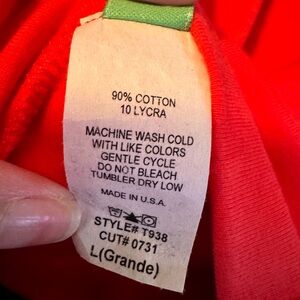 90% COTTON
10 LYCRA
MACHINE WASH COLD
WITH LIKE COLORS
GENTLE CYCLE
DO NOT BLEACH
TUMBLER DRY LOW
MADE IN U.S.A.
STYLE# T938
CUT# 0731
L(Grande)